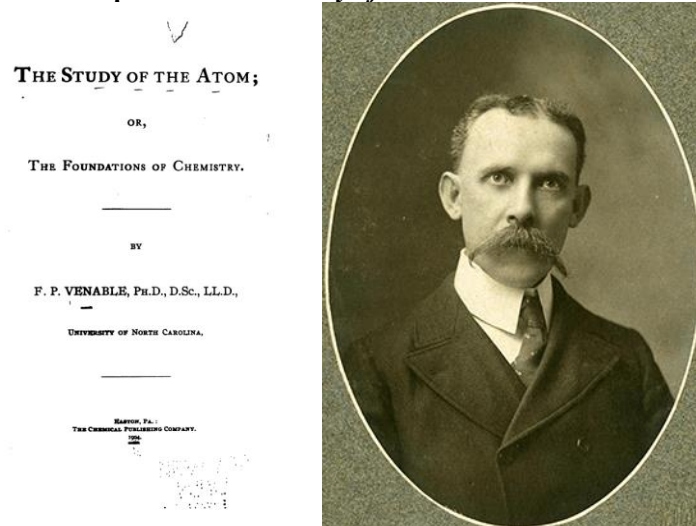 THE STUDY OF THE ATOM;
OR,
THE FOUNDATIONS OF CHEMISTRY.
BY
F. P. VENABLE, PH.D., D.SC., LL.D.,
UNIVERSITY OF NORTH CAROLINA.
EASTON, PA.:
THE CHEMICAL PUBLISHING COMPANY.
1904.